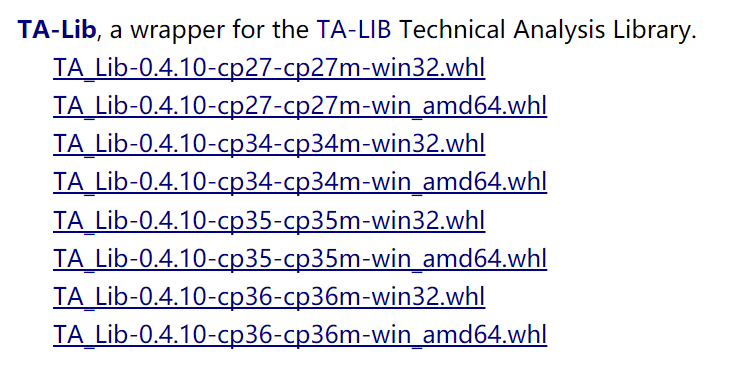 TA-Lib, a wrapper for the TA-LIB Technical Analysis Library.
TA_Lib-0.4.10-cp27-cp27m-win32.whl
TA_Lib-0.4.10-cp27-cp27m-win_amd64.whl
TA_Lib-0.4.10-cp34-cp34m-win32.whl
TA_Lib-0.4.10-cp34-cp34m-win_amd64.whl
TA_Lib-0.4.10-cp35-cp35m-win32.whl
TA_Lib-0.4.10-cp35-cp35m-win_amd64.whl
TA_Lib-0.4.10-cp36-cp36m-win32.whl
TA_Lib-0.4.10-cp36-cp36m-win_amd64.whl